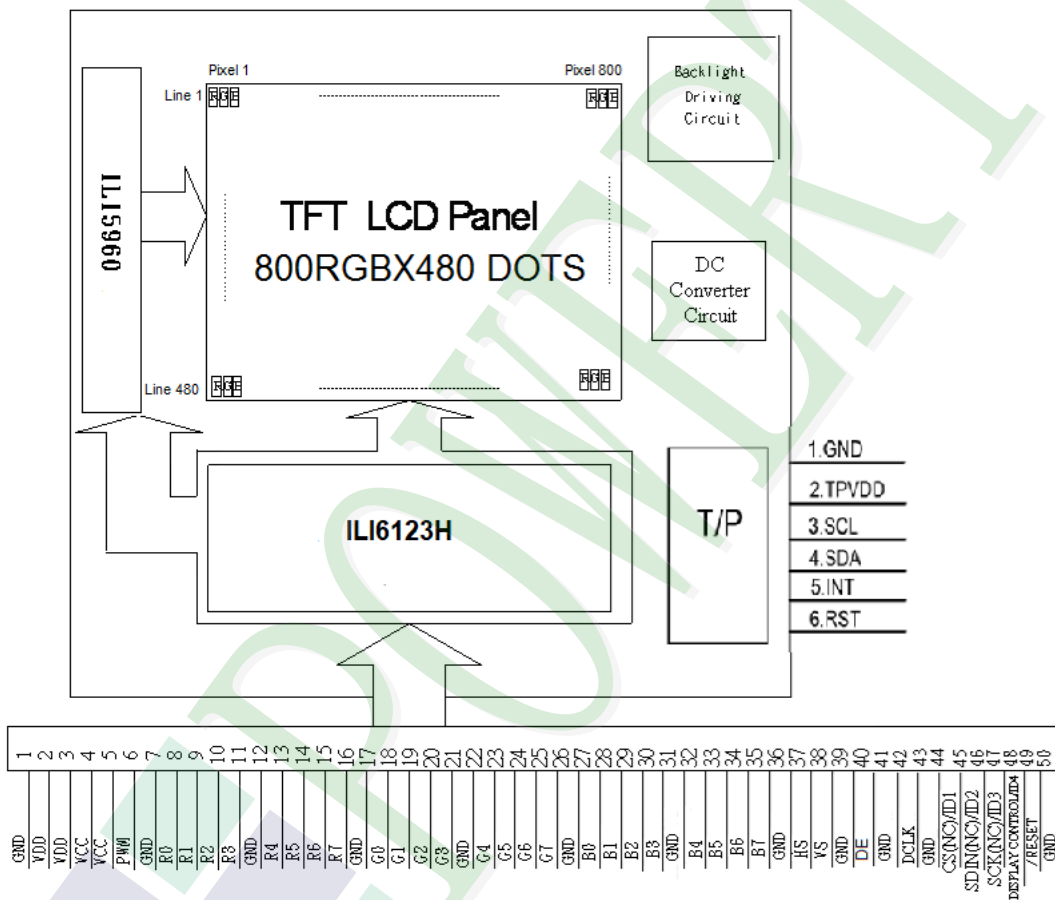 Pixel 1
Pixel 800
Line 1
R G B
R G B
Backlight
Driving
Circuit
ILI5960
TFT LCD Panel
800RGBX480 DOTS
DC
Converter
Circuit
Line 480
R G B
R G B
ILI6123H
T/P
1.GND
2.TPVDD
3.SCL
4.SDA
5.INT
6.RST
1 2 3 4 5 6 7 8 9 10 11 12 13 14 15 16 17 18 19 20 21 22 23 24 25 26 27 28 29 30 31 32 33 34 35 36 37 38 39 40 41 42 43 44 45 46 47 48 49 50
GND
VDD
VDD
VCC
VCC
PWM
GND
R0
R1
R2
R3
GND
R4
R5
R6
R7
GND
G0
G1
G2
G3
GND
G4
G5
G6
G7
GND
B0
B1
B2
B3
GND
B4
B5
B6
B7
GND
HS
VS
GND
DE
GND
DCLK
GND
CS(NC)/ID1
SDIN(NC)/ID2
SCK(NC)/ID3
DISPLAY CONTROL/ID4
/RESET
GND